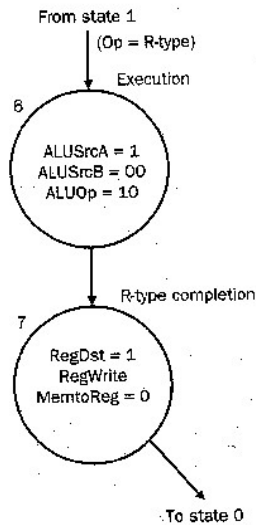 From state 1
(Op = R-type)
Execution
6
ALUSrcA = 1
ALUSrcB = 00
ALUOp = 10
R-type completion
7
RegDst = 1
RegWrite
MemtoReg = 0
To state 0